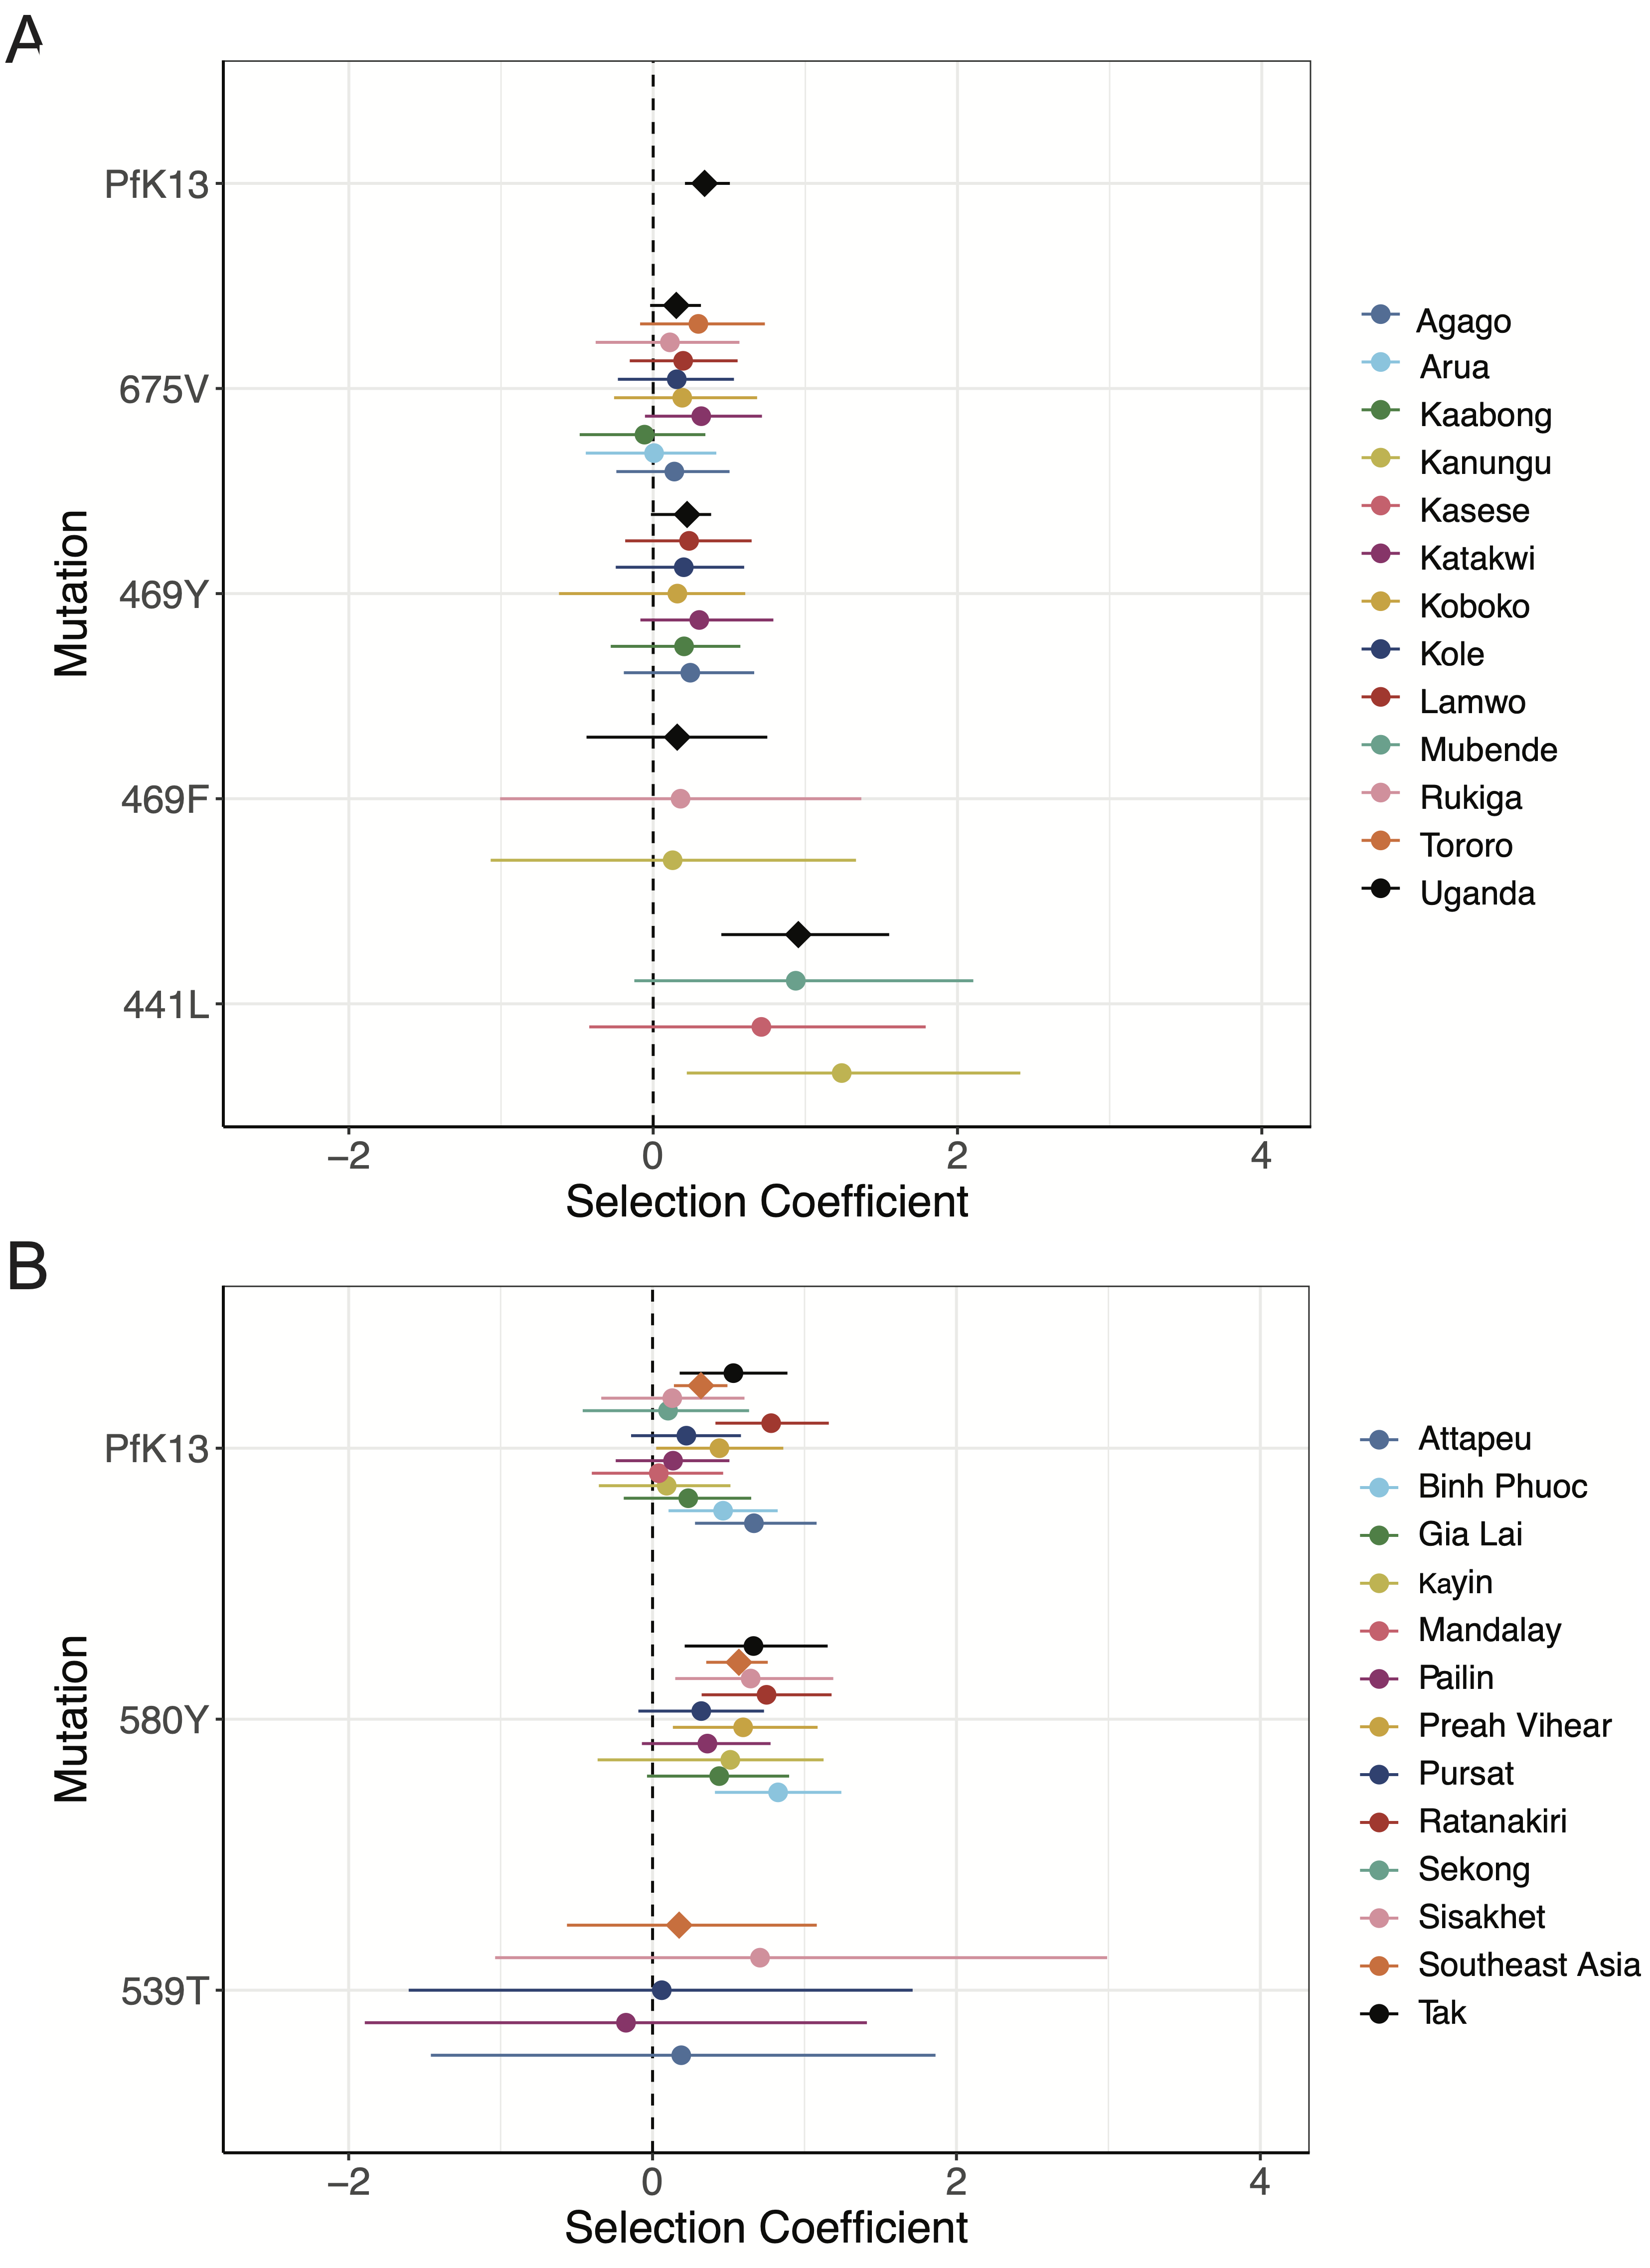 A
PfK13
675V
469Y
469F
441L
Mutation
−2 0 2 4
Selection Coefficient
Agago
Arua
Kaabong
Kanungu
Kasese
Katakwi
Koboko
Kole
Lamwo
Mubende
Rukiga
Tororo
Uganda
B
PfK13
580Y
539T
Mutation
−2 0 2 4
Selection Coefficient
Attapeu
Binh Phuoc
Gia Lai
Kayin
Mandalay
Pailin
Preah Vihear
Pursat
Ratanakiri
Sekong
Sisakhet
Southeast Asia
Tak